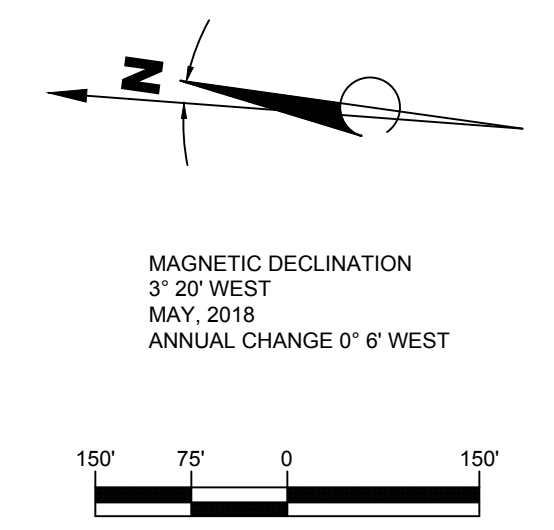 N
MAGNETIC DECLINATION
3° 20' WEST
MAY, 2018
ANNUAL CHANGE 0° 6' WEST
150' 75' 0 150'